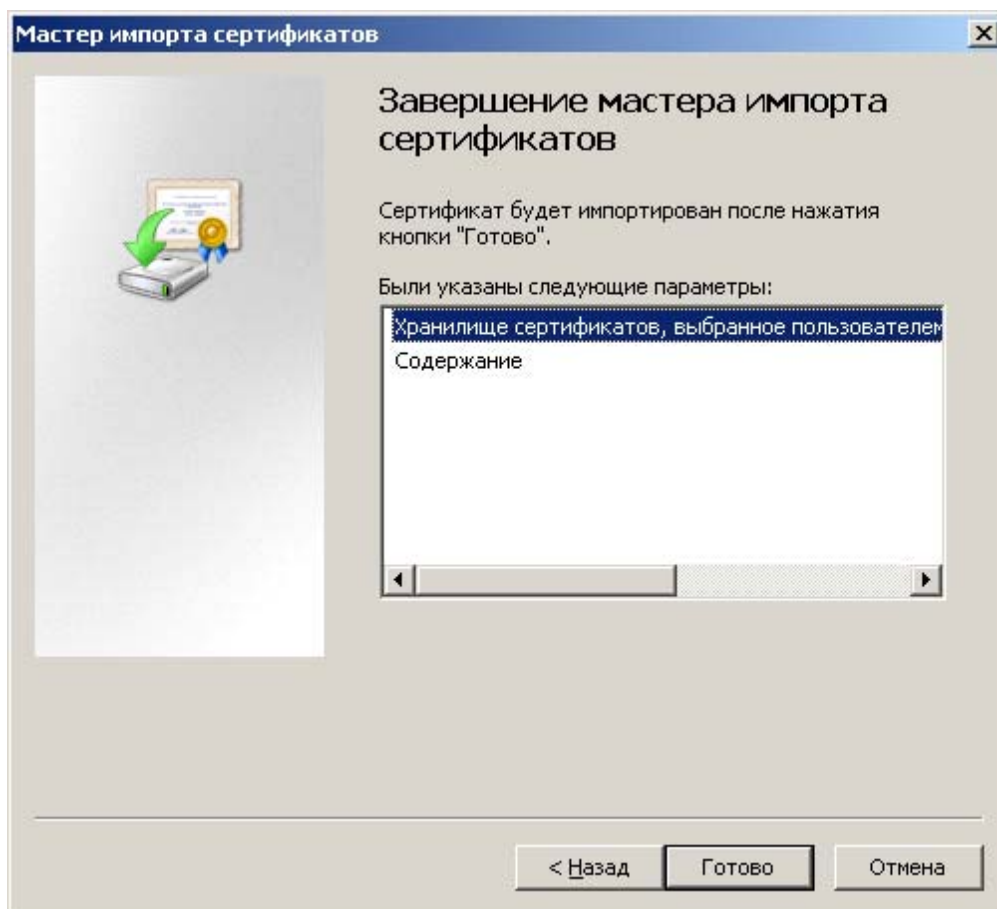 Мастер импорта сертификатов
Завершение мастера импорта
сертификатов
Сертификат будет импортирован после нажатия
кнопки "Готово".
Были указаны следующие параметры:
Хранилище сертификатов, выбранное пользователем
Содержание
< Назад
Готово
Отмена